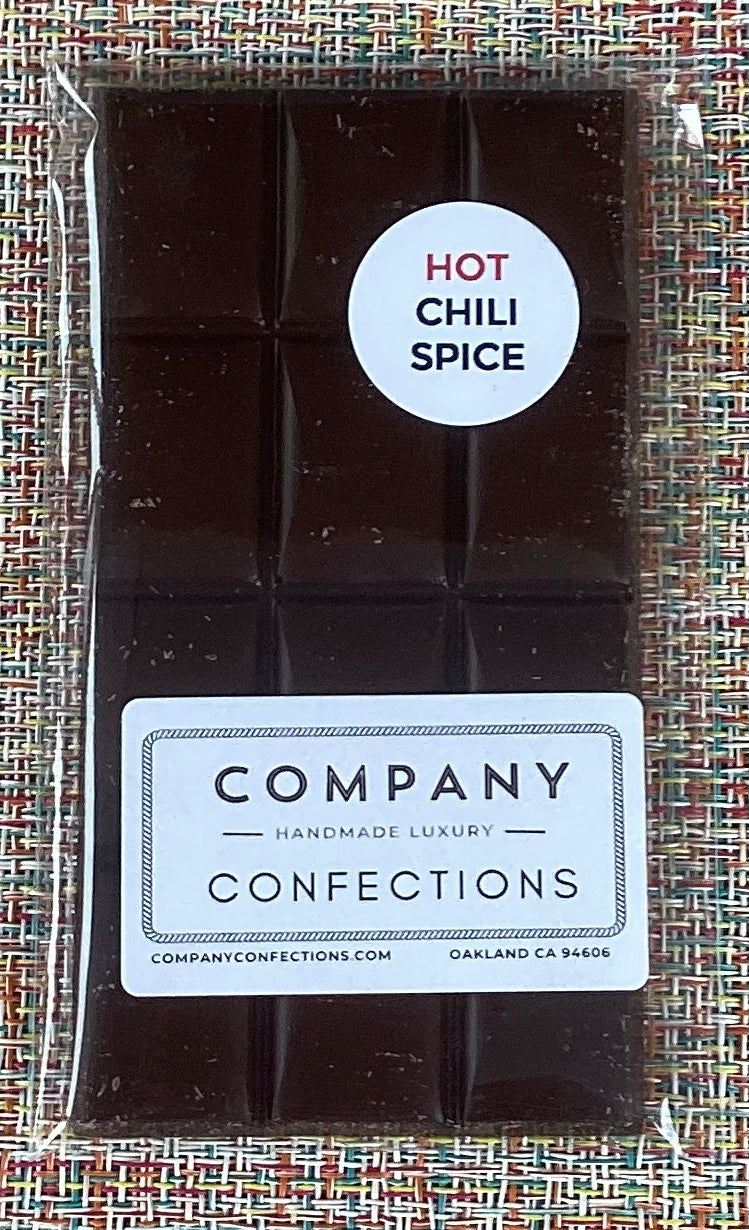 HOT
CHILI
SPICE
COMPANY
HANDMADE LUXURY
CONFECTIONS
COMPANYCONFECTIONS.COM OAKLAND CA 94606